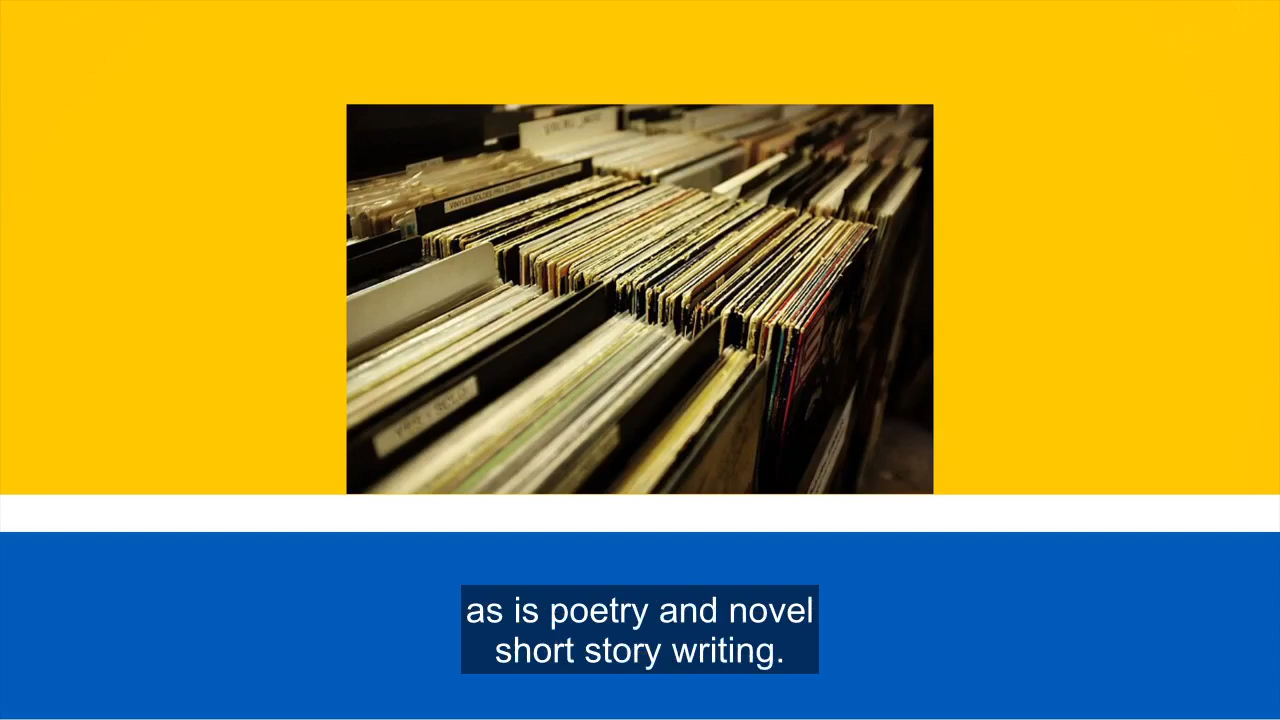 as is poetry and novel
short story writing.